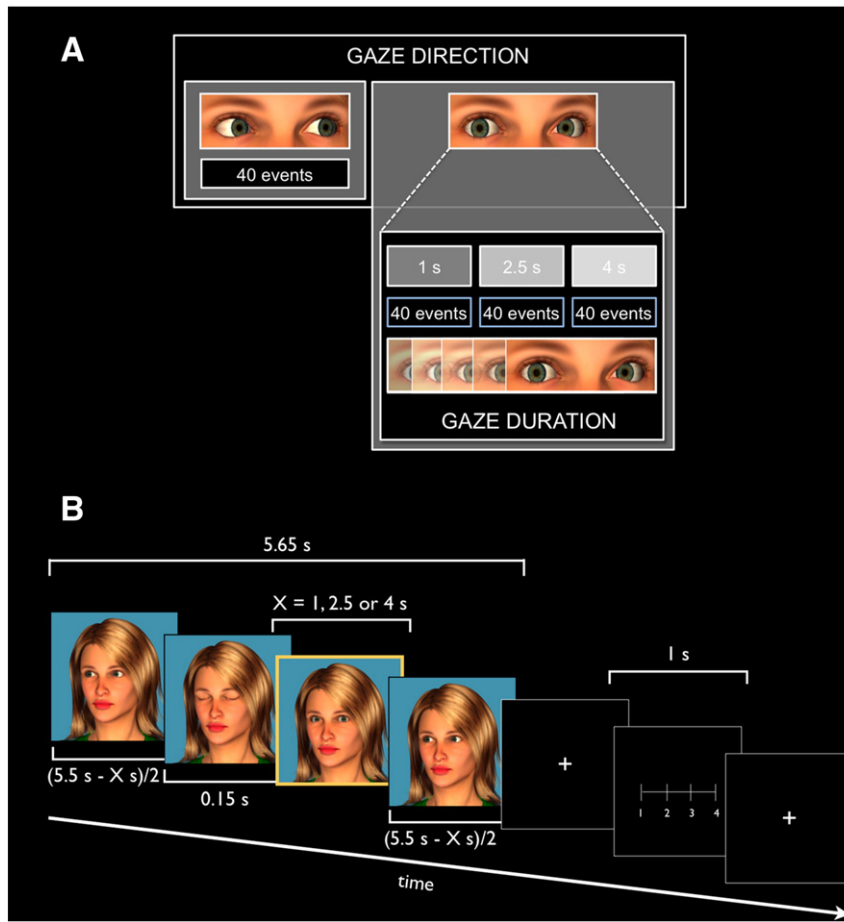 A
GAZE DIRECTION
40 events
1 s
2.5 s
4 s
40 events
40 events
40 events
GAZE DURATION
B
5.65 s
X = 1, 2.5 or 4 s
1 s
(5.5 s - X s)/2
0.15 s
(5.5 s - X s)/2
1 2 3 4
time